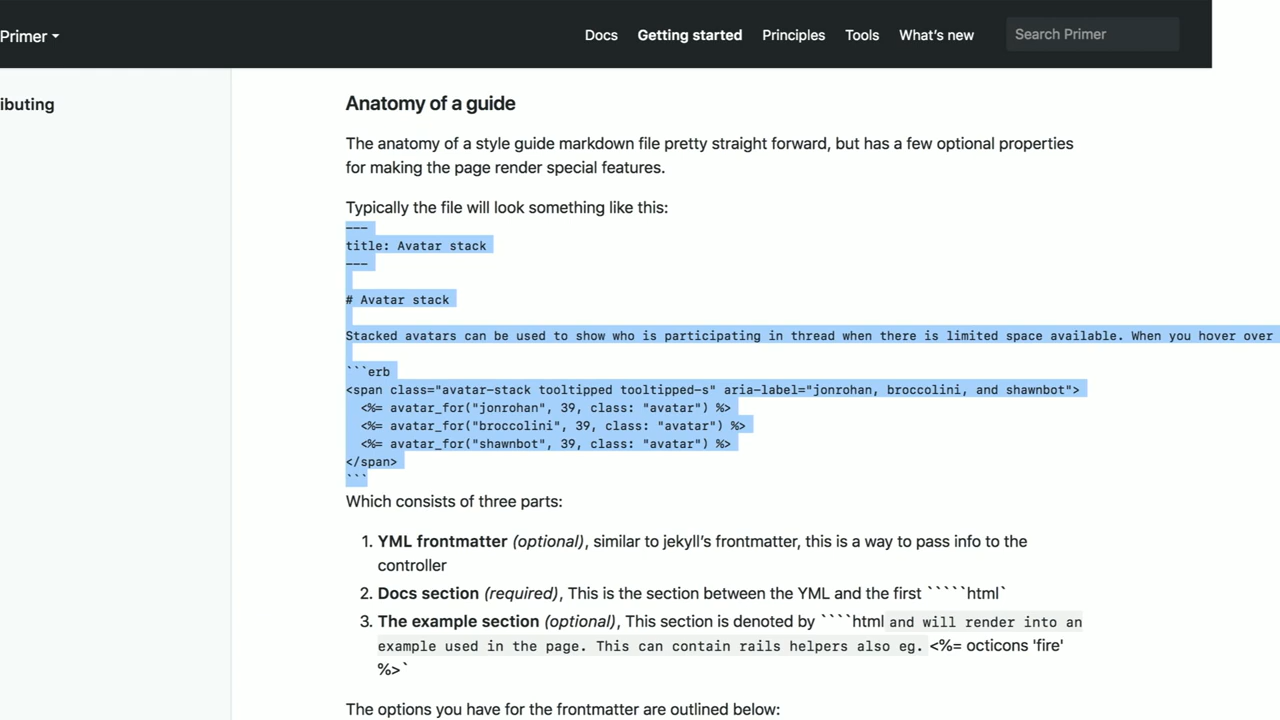 Primer
Docs Getting started Principles Tools What's new Search Primer
ibuting
Anatomy of a guide
The anatomy of a style guide markdown file pretty straight forward, but has a few optional properties
for making the page render special features.
Typically the file will look something like this:
---
title: Avatar stack
---
# Avatar stack
Stacked avatars can be used to show who is participating in thread when there is limited space available. When you hover over
```erb
<span class="avatar-stack tooltipped tooltipped-s" aria-label="jonrohan, broccolini, and shawnbot">
<%= avatar_for("jonrohan", 39, class: "avatar") %>
<%= avatar_for("broccolini", 39, class: "avatar") %>
<%= avatar_for("shawnbot", 39, class: "avatar") %>
</span>
```
Which consists of three parts:
1. YML frontmatter (optional), similar to jekyll's frontmatter, this is a way to pass info to the
controller
2. Docs section (required), This is the section between the YML and the first `````html`
3. The example section (optional), This section is denoted by ````html and will render into an
example used in the page. This can contain rails helpers also eg. <%= octicons 'fire'
%>`
The options you have for the frontmatter are outlined below: